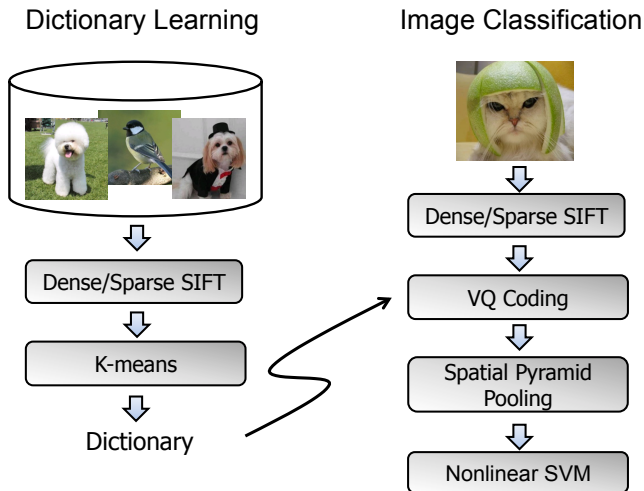 Dictionary Learning
Dense/Sparse SIFT
K-means
Dictionary
Image Classification
Dense/Sparse SIFT
VQ Coding
Spatial Pyramid
Pooling
Nonlinear SVM